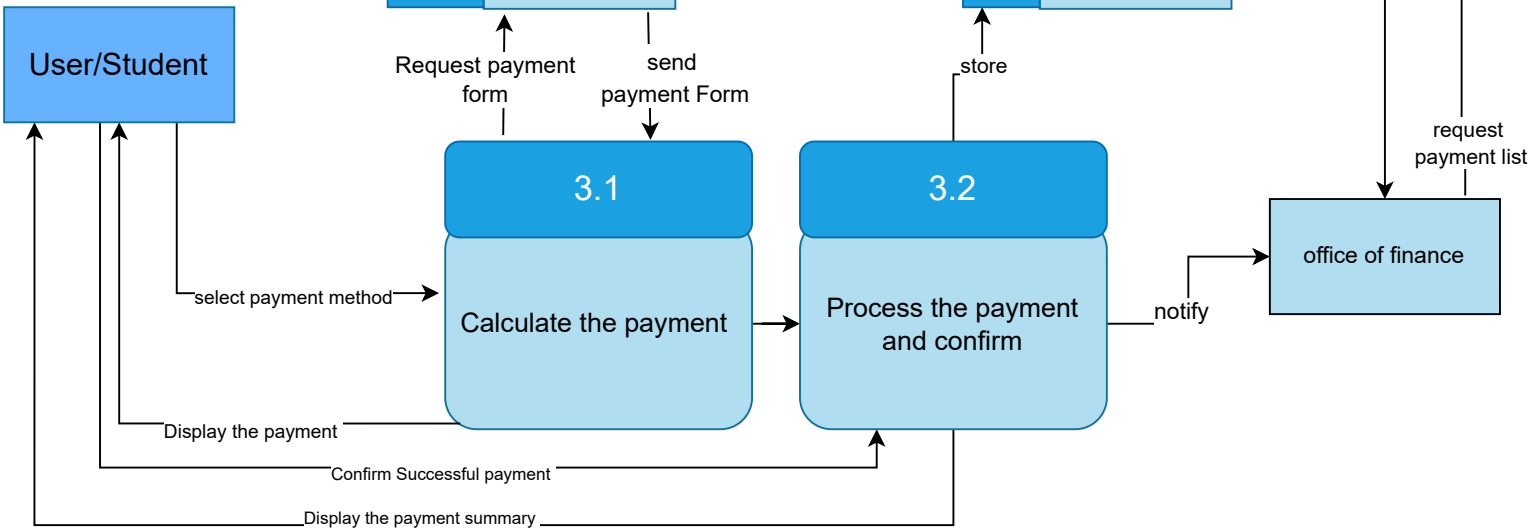 User/Student
Request payment
form
send
payment Form
store
request
payment list
3.1
3.2
office of finance
select payment method
Calculate the payment
Process the payment
and confirm
notify
Display the payment
Confirm Successful payment
Display the payment summary